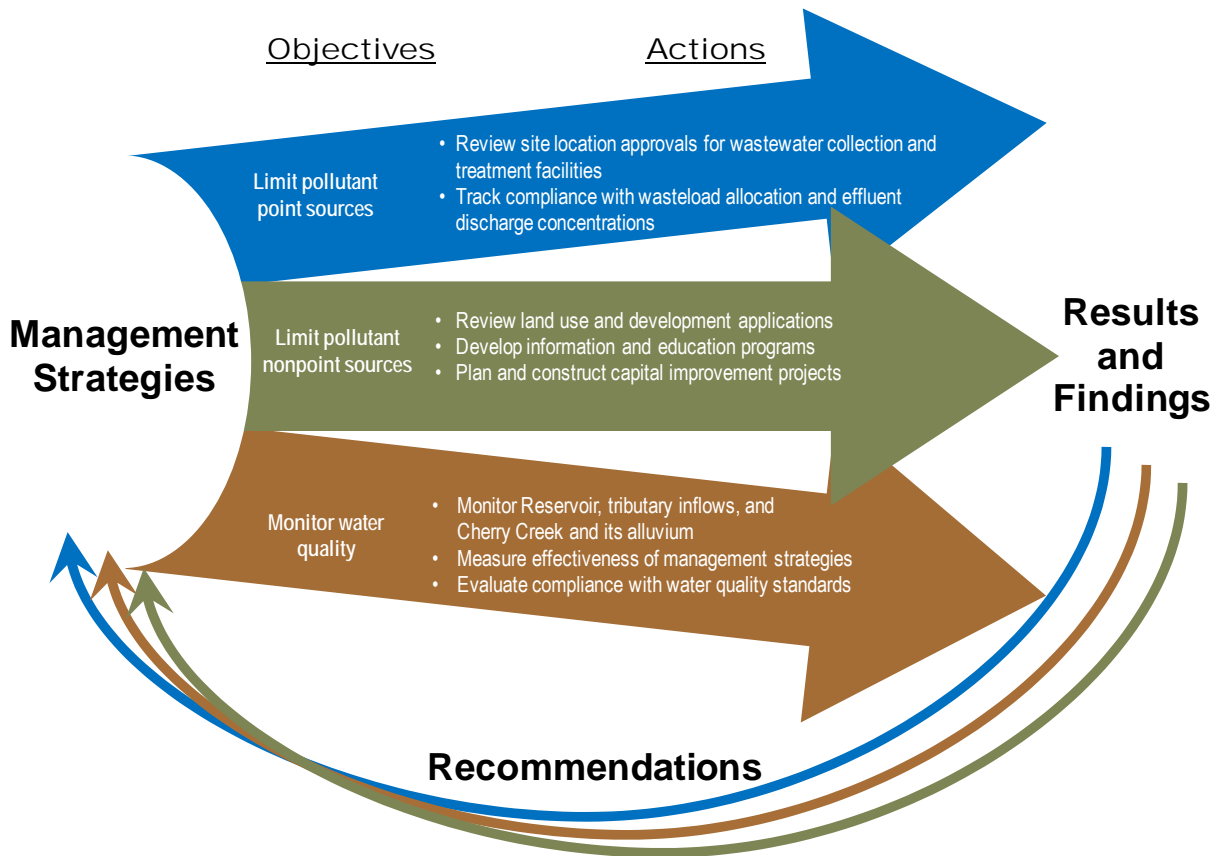 Objectives
Actions
Limit pollutant
point sources
• Review site location approvals for wastewater collection and
treatment facilities
• Track compliance with wasteload allocation and effluent
discharge concentrations
Management
Strategies
Limit pollutant
nonpoint sources
• Review land use and development applications
• Develop information and education programs
• Plan and construct capital improvement projects
Results
and
Findings
Monitor water
quality
• Monitor Reservoir, tributary inflows, and
Cherry Creek and its alluvium
• Measure effectiveness of management strategies
• Evaluate compliance with water quality standards
Recommendations